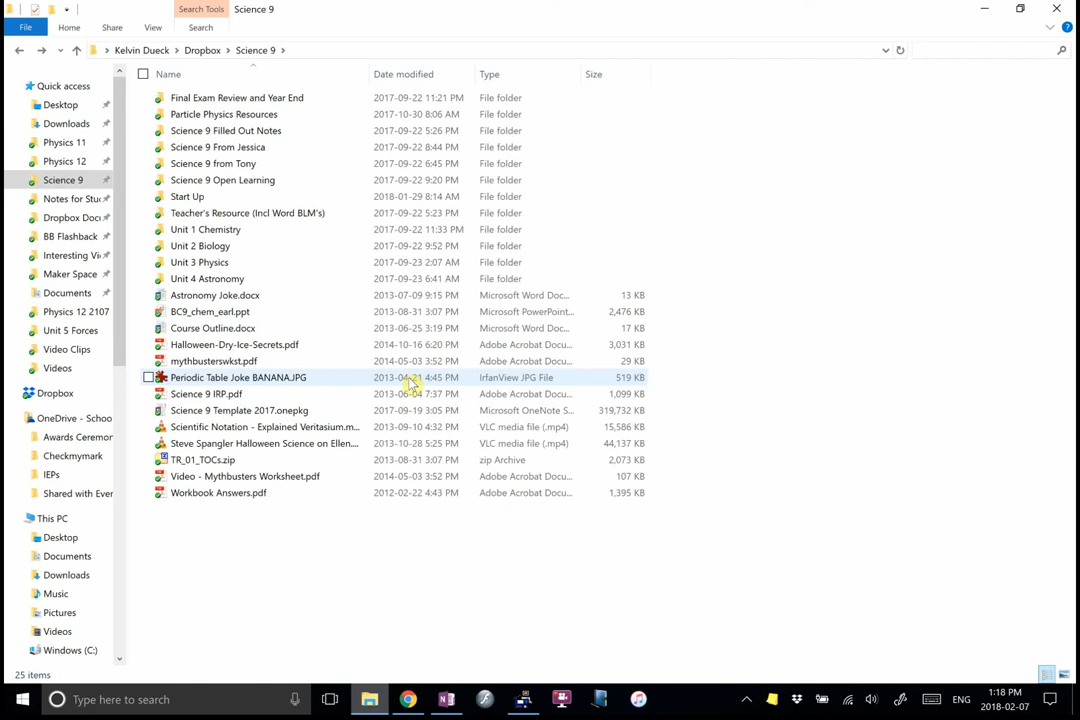 Search Tools Science 9
File Home Share View Search
Kelvin Dueck Dropbox Science 9
Name Date modified Type Size
Quick access
Desktop
Downloads
Physics 11
Physics 12
Science 9
Notes for Stu
Dropbox Docu
BB Flashback
Interesting Vi
Maker Space
Documents
Physics 12 2107
Unit 5 Forces
Video Clips
Videos
Dropbox
OneDrive - Schoo
Awards Ceremon
Checkymark
IEPs
Shared with Ever
This PC
Desktop
Documents
Downloads
Music
Pictures
Videos
Windows (C:)
Final Exam Review and Year End 2017-09-22 11:21 PM File folder
Particle Physics Resources 2017-10-30 8:06 AM File folder
Science 9 Filled Out Notes 2017-09-22 5:26 PM File folder
Science 9 From Jessica 2017-09-22 8:44 PM File folder
Science 9 from Tony 2017-09-22 6:45 PM File folder
Science 9 Open Learning 2017-09-22 9:20 PM File folder
Start Up 2018-01-29 8:14 AM File folder
Teacher's Resource (Incl Word BLM's) 2017-09-22 5:23 PM File folder
Unit 1 Chemistry 2017-09-22 11:33 PM File folder
Unit 2 Biology 2017-09-22 9:52 PM File folder
Unit 3 Physics 2017-09-23 2:07 AM File folder
Unit 4 Astronomy 2017-09-23 6:41 AM File folder
Astronomy Joke.docx 2013-07-09 9:15 PM Microsoft Word Doc... 13 KB
BC9_chem_earl.ppt 2013-08-31 3:07 PM Microsoft PowerPoint... 2,476 KB
Course Outline.docx 2013-06-25 3:19 PM Microsoft Word Doc... 17 KB
Halloween-Dry-Ice-Secrets.pdf 2014-10-16 6:20 PM Adobe Acrobat Docu... 3,031 KB
mythbusterswkst.pdf 2014-05-03 3:52 PM Adobe Acrobat Docu... 29 KB
Periodic Table Joke BANANA.JPG 2013-04-21 4:45 PM IrfanView JPG File 519 KB
Science 9 IRP.pdf 2013-06-04 7:37 PM Adobe Acrobat Docu... 1,099 KB
Science 9 Template 2017.onepkg 2017-09-19 3:05 PM Microsoft OneNote S... 319,732 KB
Scientific Notation - Explained Veritasium.m... 2013-09-10 4:32 PM VLC media file (.mp4) 15,586 KB
Steve Spangler Halloween Science on Ellen.... 2013-10-28 5:25 PM VLC media file (.mp4) 44,137 KB
TR_01_TOCs.zip 2013-08-31 3:07 PM zip Archive 2,073 KB
Video - Mythbusters Worksheet.pdf 2014-05-03 3:52 PM Adobe Acrobat Docu... 107 KB
Workbook Answers.pdf 2012-02-22 4:43 PM Adobe Acrobat Docu... 1,395 KB
25 items
Type here to search
ENG
1:18 PM
2018-02-07